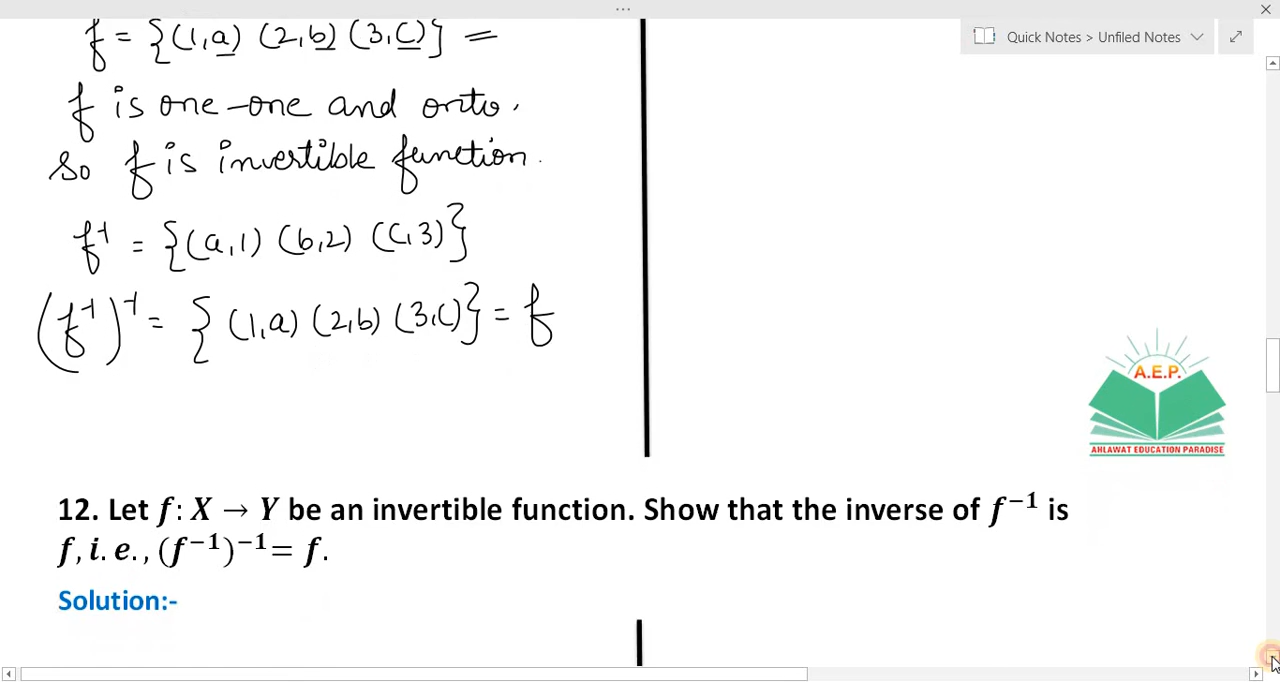 f = {(1,a) (2,b) (3,c)} =
f is one-one and onto.
So f is invertible function.
f⁻¹ = {(a,1) (b,2) (c,3)}
(f⁻¹)⁻¹ = {(1,a) (2,b) (3,c)} = f
Quick Notes > Unfiled Notes
A.E.P.
AHLAWAT EDUCATION PARADISE
12. Let f: X → Y be an invertible function. Show that the inverse of f⁻¹ is
f, i.e., (f⁻¹)⁻¹= f.
Solution:-